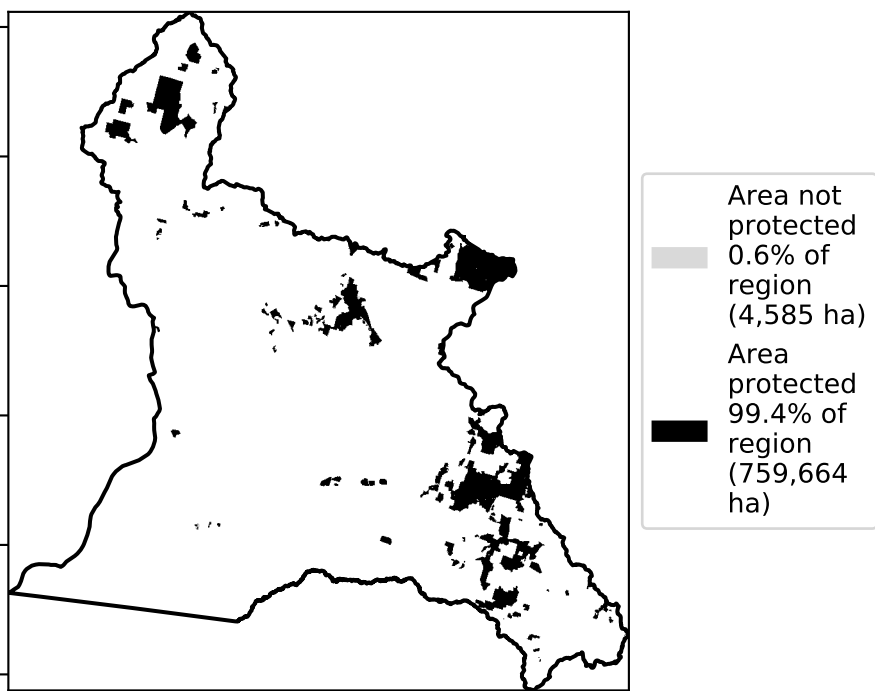 Area not
protected
0.6% of
region
(4,585 ha)
Area
protected
99.4% of
region
(759,664
ha)